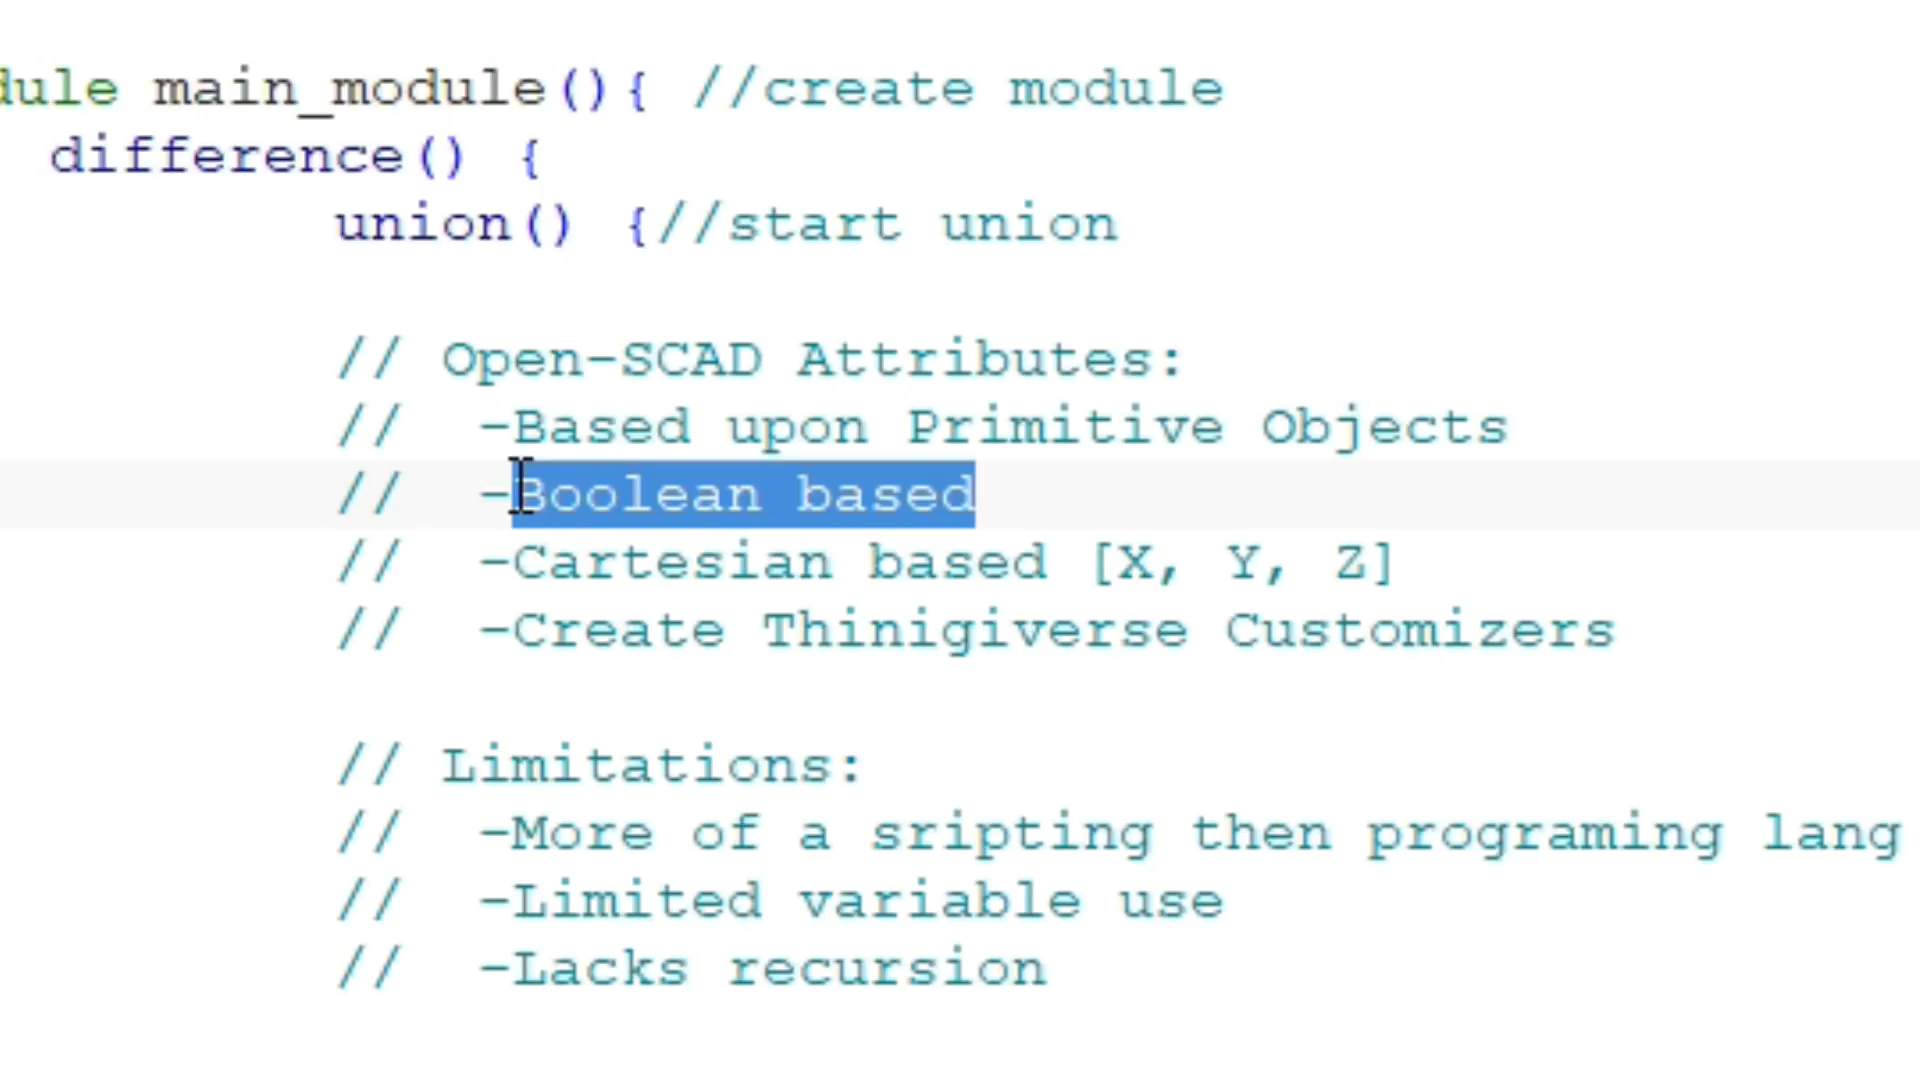 dule main_module(){ //create module
difference() {
union() {//start union
// Open-SCAD Attributes:
// -Based upon Primitive Objects
// -Boolean based
// -Cartesian based [X, Y, Z]
// -Create Thinigiverse Customizers
// Limitations:
// -More of a sripting then programing lang
// -Limited variable use
// -Lacks recursion